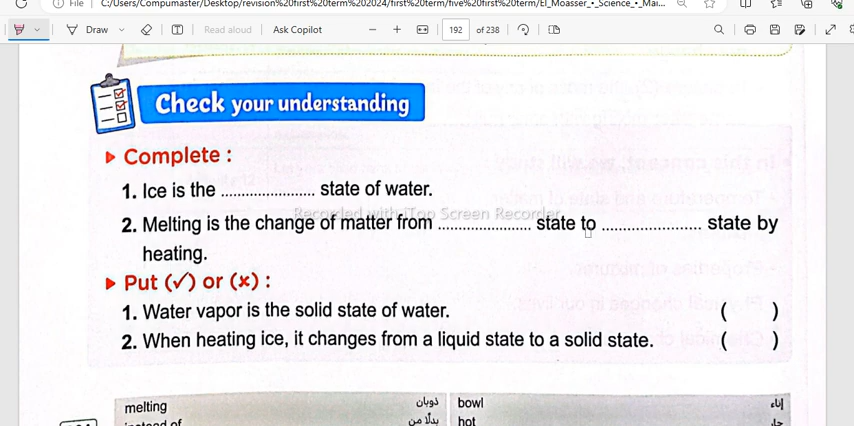 File | C:/Users/Compumaster/Desktop/revision%20first%20term%202024/first%20term/five%20first%20term/El_Moasser_•_Science_•_Mai...
Draw | Read aloud | Ask Copilot 192 of 238
Check your understanding
Complete :
1. Ice is the ........................ state of water.
Recorded with iTop Screen Recorder
2. Melting is the change of matter from ........................ state to ........................ state by
heating.
Put (✓) or (x) :
1. Water vapor is the solid state of water. ( )
2. When heating ice, it changes from a liquid state to a solid state. ( )
melting ذوبان bowl إناء
instead of بدلًا من hot حار